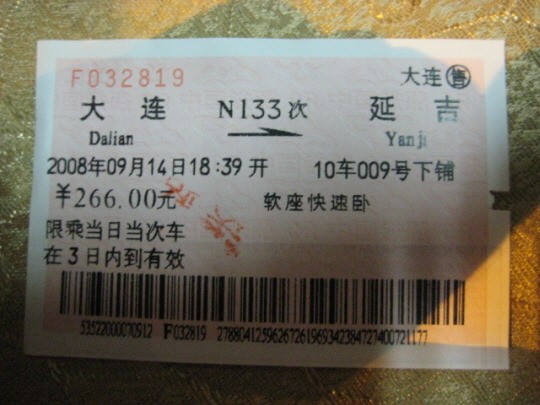 F032819 大连售
大连 N133次 延吉
Dalian Yanji
2008年09月14日18:39开 10车009号下铺
￥266.00元 软座快速卧
限乘当日当次车
在3日内到有效
53522000070912 F032819 2788041259626726196934238472740072​1177